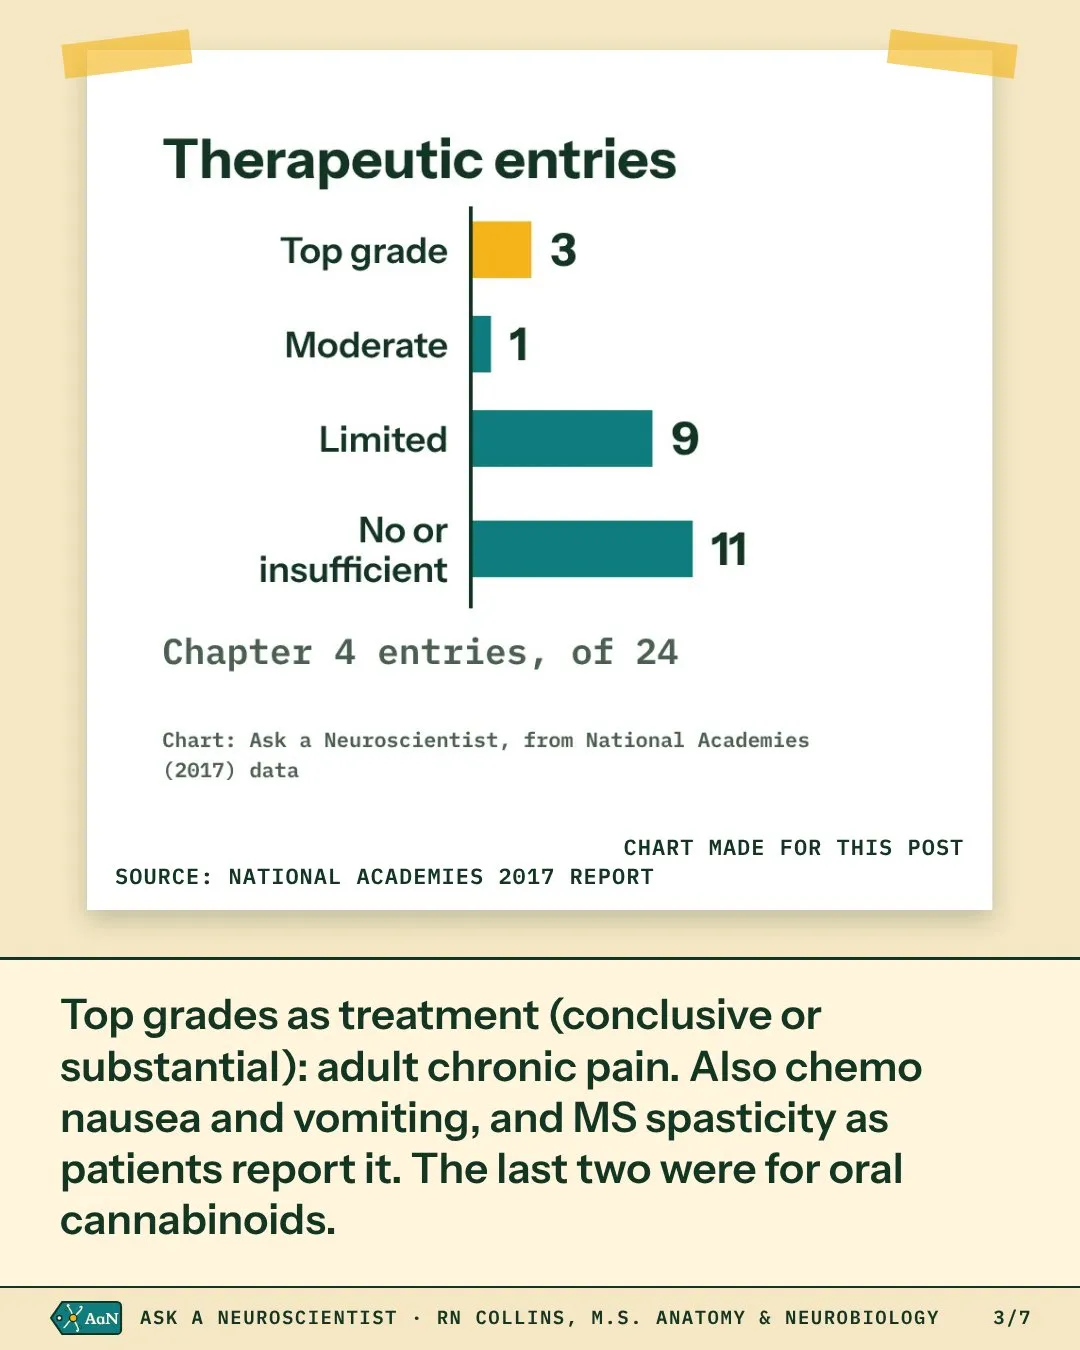 Therapeutic entries
Top grade 3
Moderate 1
Limited 9
No or
insufficient 11
Chapter 4 entries, of 24
Chart: Ask a Neuroscientist, from National Academies
(2017) data
CHART MADE FOR THIS POST
SOURCE: NATIONAL ACADEMIES 2017 REPORT
Top grades as treatment (conclusive or
substantial): adult chronic pain. Also chemo
nausea and vomiting, and MS spasticity as
patients report it. The last two were for oral
cannabinoids.
AaN ASK A NEUROSCIENTIST · RN COLLINS, M.S. ANATOMY & NEUROBIOLOGY 3/7